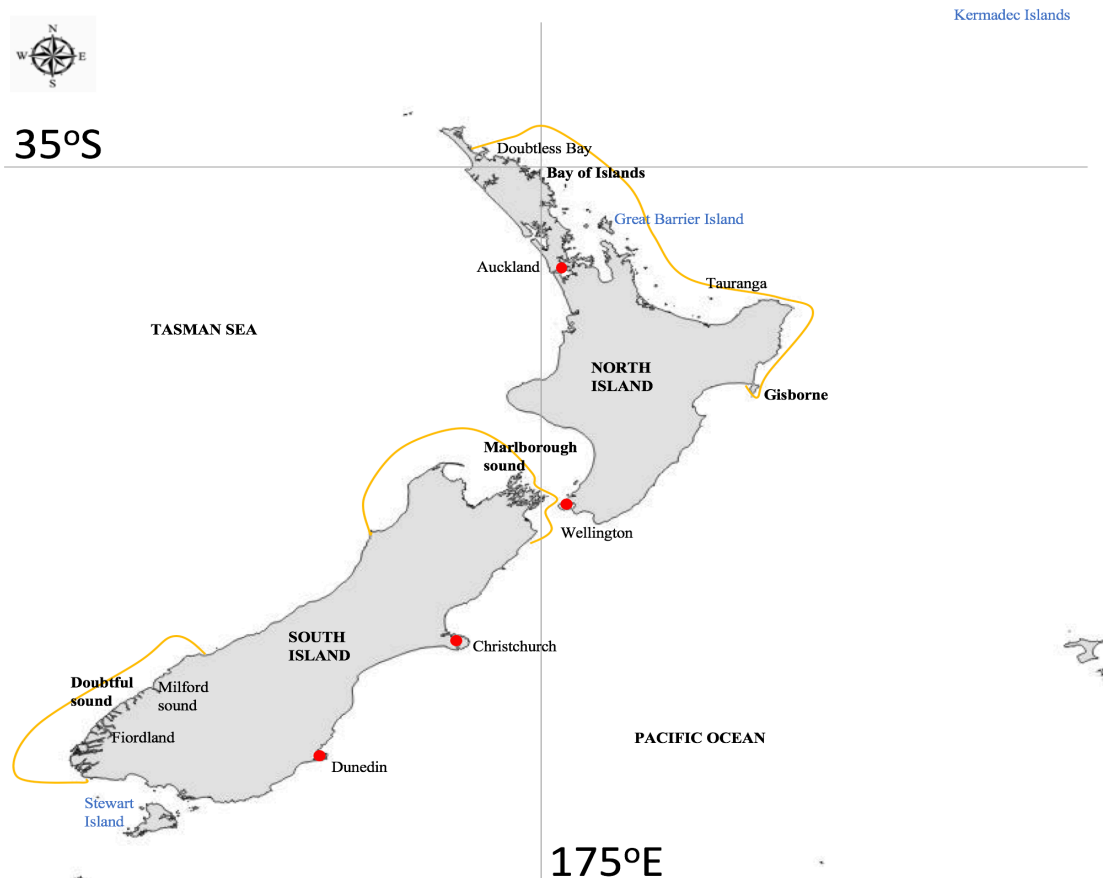 Kermadec Islands
N
W
E
S
35ºS
Doubtless Bay
Bay of Islands
Great Barrier Island
Auckland
Tauranga
TASMAN SEA
NORTH
ISLAND
Gisborne
Marlborough
sound
Wellington
SOUTH
ISLAND
Christchurch
Doubtful
sound
Milford
sound
Fiordland
PACIFIC OCEAN
Dunedin
Stewart
Island
175ºE